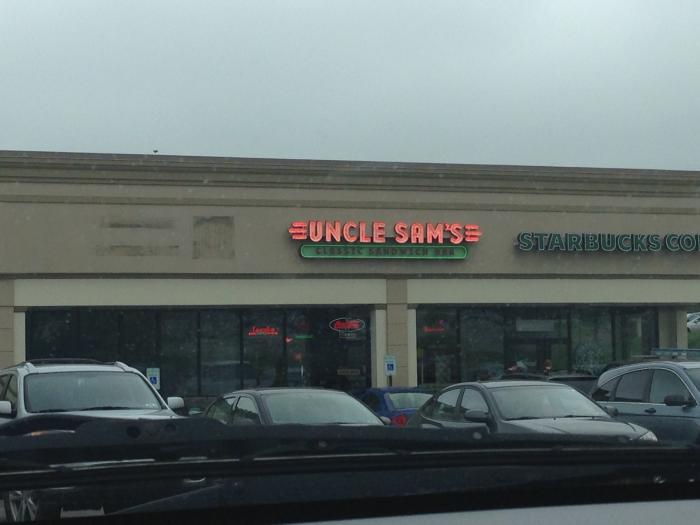 UNCLE SAM'S
CLASSIC SANDWICH BAR
STARBUCKS CO